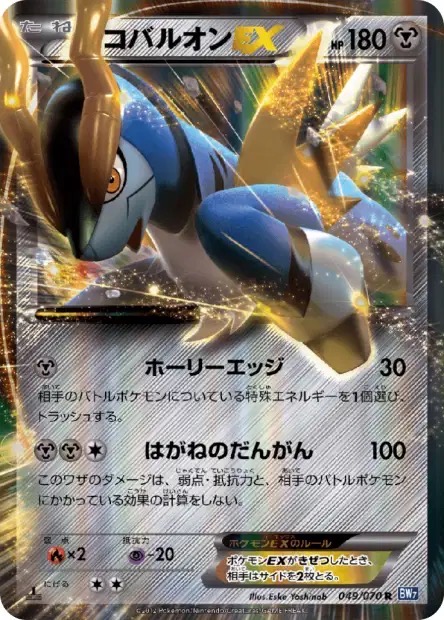 たね コバルオンEX HP180
ホーリーエッジ 30
相手のバトルポケモンについている特殊エネルギーを1個選び、
トラッシュする。
はがねのだんがん 100
このワザのダメージは、弱点・抵抗力と、相手のバトルポケモン
にかかっている効果の計算をしない。
弱点 抵抗力
×2 -20
ポケモンEXのルール
ポケモンEXがきぜつしたとき、
相手はサイドを2枚とる。
にげる
Illus. Eske Yoshinob 049/070 R BW7
©2012 Pokémon/Nintendo/Creatures/GAME FREAK.